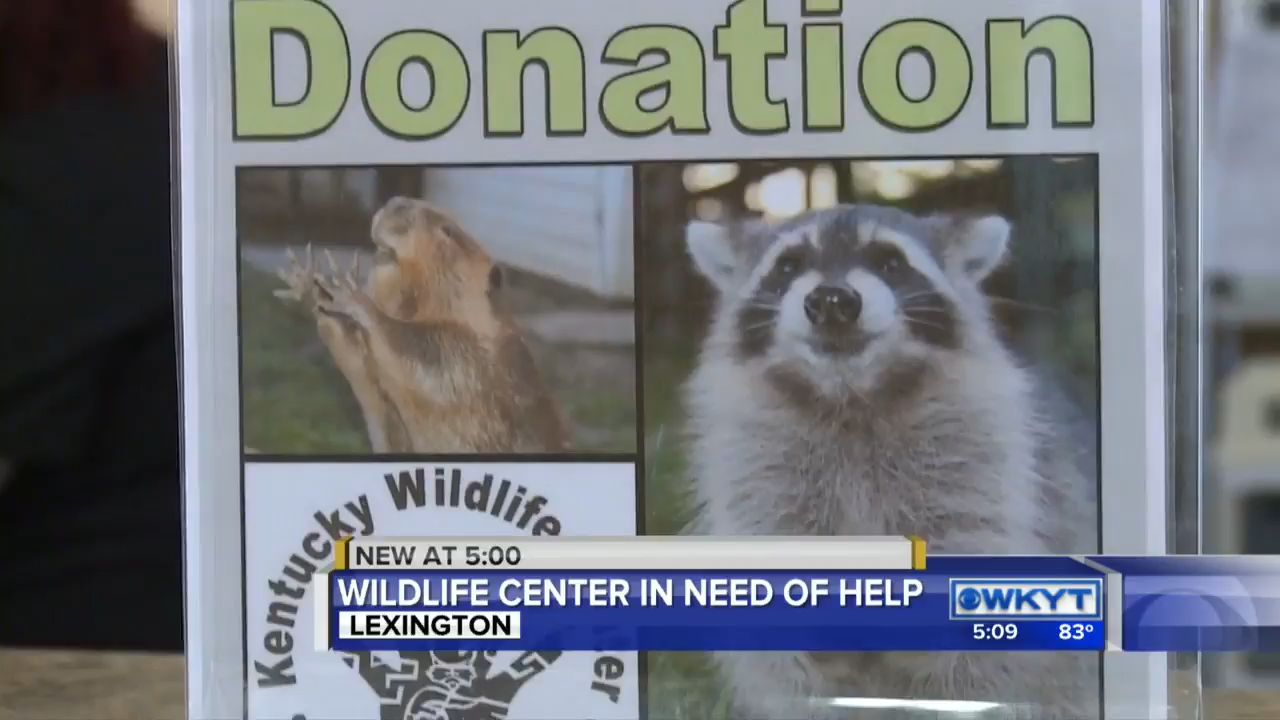 Donation
Kentucky Wildlife
NEW AT 5:00
WILDLIFE CENTER IN NEED OF HELP
LEXINGTON
WKYT
5:09 83°